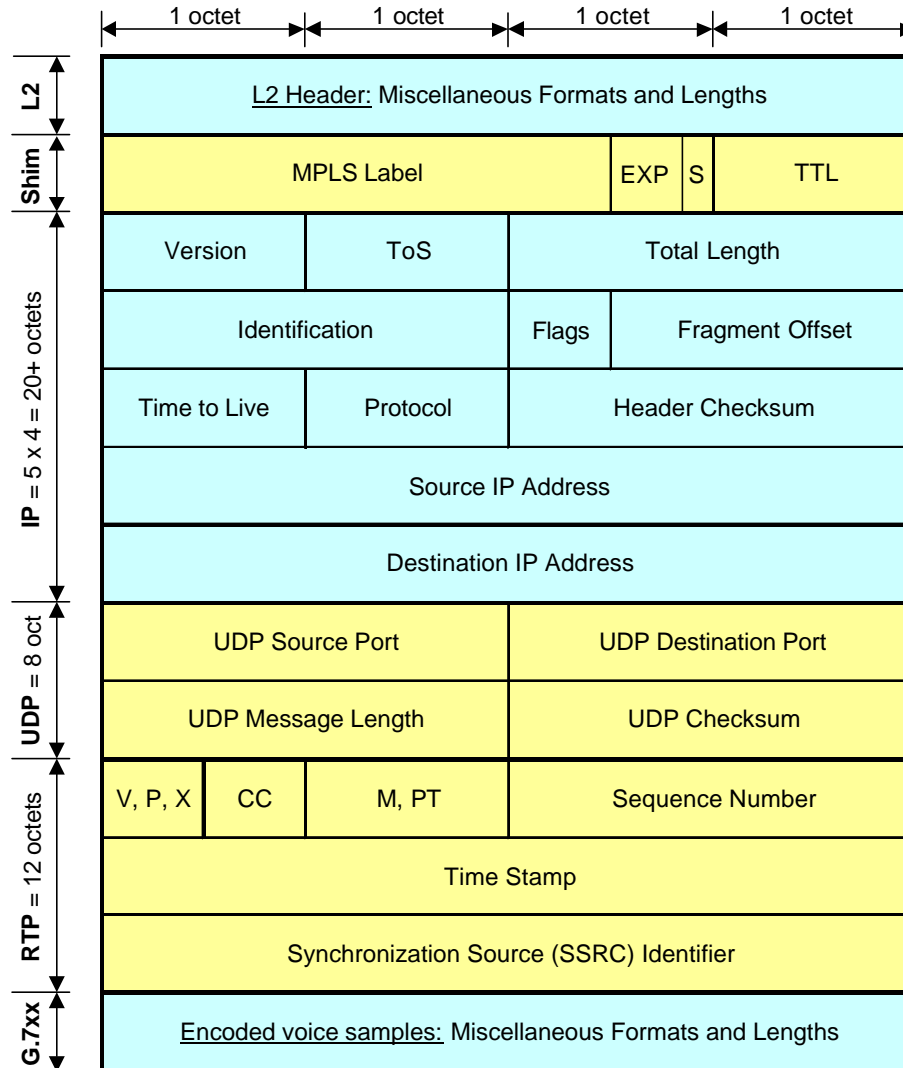 1 octet 1 octet 1 octet 1 octet
L2
L2 Header: Miscellaneous Formats and Lengths
Shim
MPLS Label EXP S TTL
IP = 5 x 4 = 20+ octets
Version ToS Total Length
Identification Flags Fragment Offset
Time to Live Protocol Header Checksum
Source IP Address
Destination IP Address
UDP = 8 oct
UDP Source Port UDP Destination Port
UDP Message Length UDP Checksum
RTP = 12 octets
V, P, X CC M, PT Sequence Number
Time Stamp
Synchronization Source (SSRC) Identifier
G.7xx
Encoded voice samples: Miscellaneous Formats and Lengths